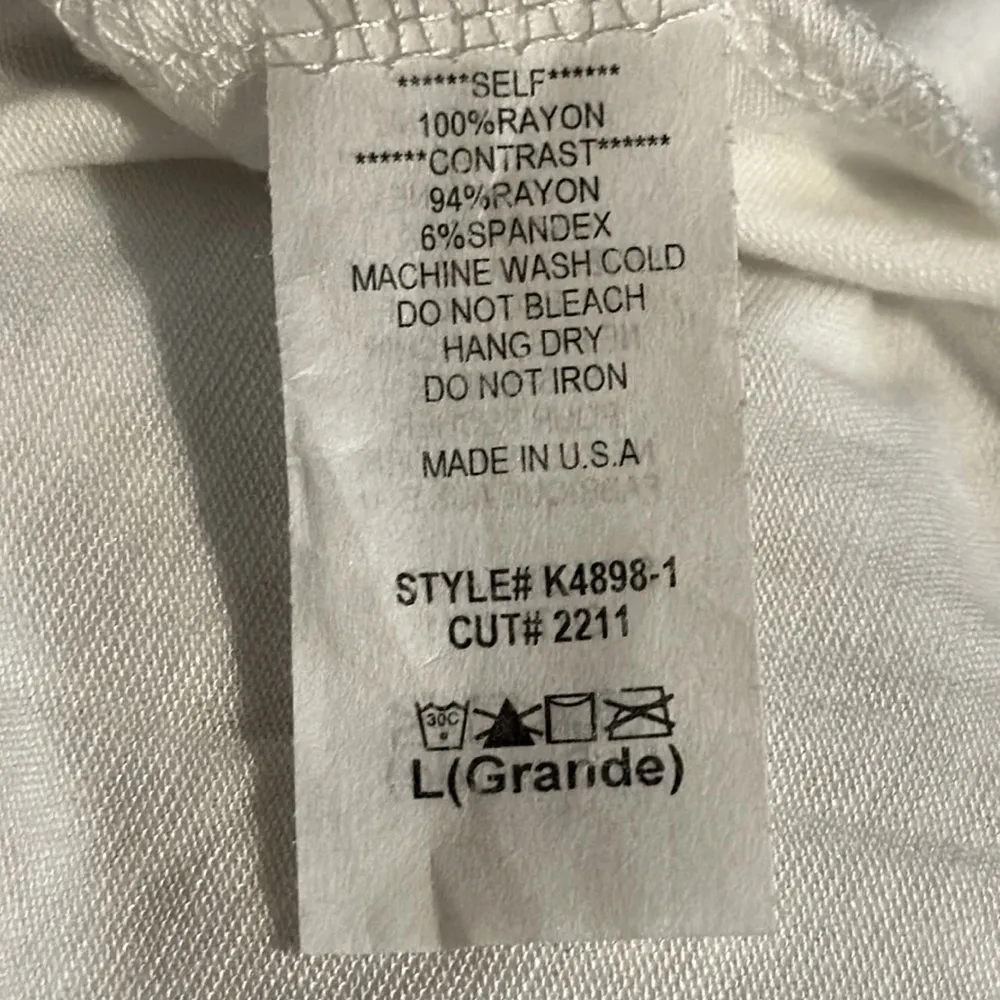 ******SELF******
100%RAYON
******CONTRAST******
94%RAYON
6%SPANDEX
MACHINE WASH COLD
DO NOT BLEACH
HANG DRY
DO NOT IRON
MADE IN U.S.A
STYLE# K4898-1
CUT# 2211
30C
L(Grande)